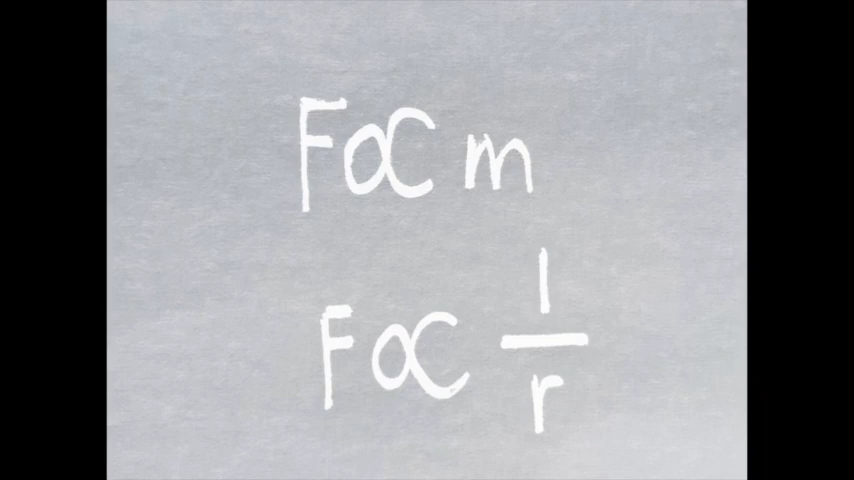 F ∝ m
F ∝ 1/r